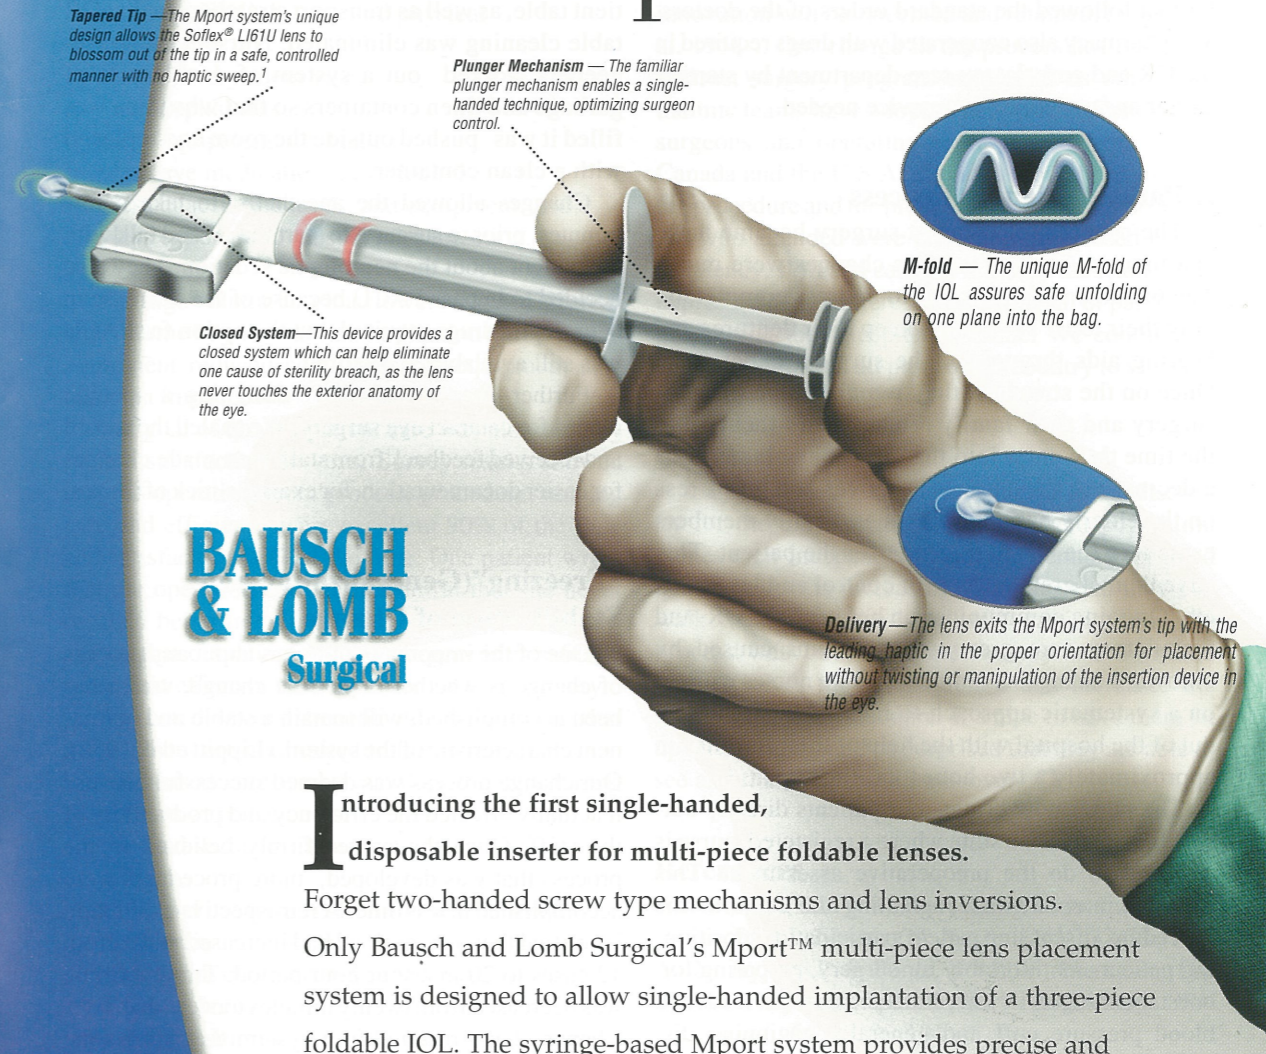 Tapered Tip —The Mport system's unique
design allows the Soflex® LI61U lens to
blossom out of the tip in a safe, controlled
manner with no haptic sweep.1
Plunger Mechanism — The familiar
plunger mechanism enables a single-
handed technique, optimizing surgeon
control.
M-fold — The unique M-fold of
the IOL assures safe unfolding
on one plane into the bag.
Closed System—This device provides a
closed system which can help eliminate
one cause of sterility breach, as the lens
never touches the exterior anatomy of
the eye.
BAUSCH
& LOMB
Surgical
Delivery—The lens exits the Mport system's tip with the
leading haptic in the proper orientation for placement
without twisting or manipulation of the insertion device in
the eye.
Introducing the first single-handed,
disposable inserter for multi-piece foldable lenses.
Forget two-handed screw type mechanisms and lens inversions.
Only Bausch and Lomb Surgical's Mport™ multi-piece lens placement
system is designed to allow single-handed implantation of a three-piece
foldable IOL. The syringe-based Mport system provides precise and